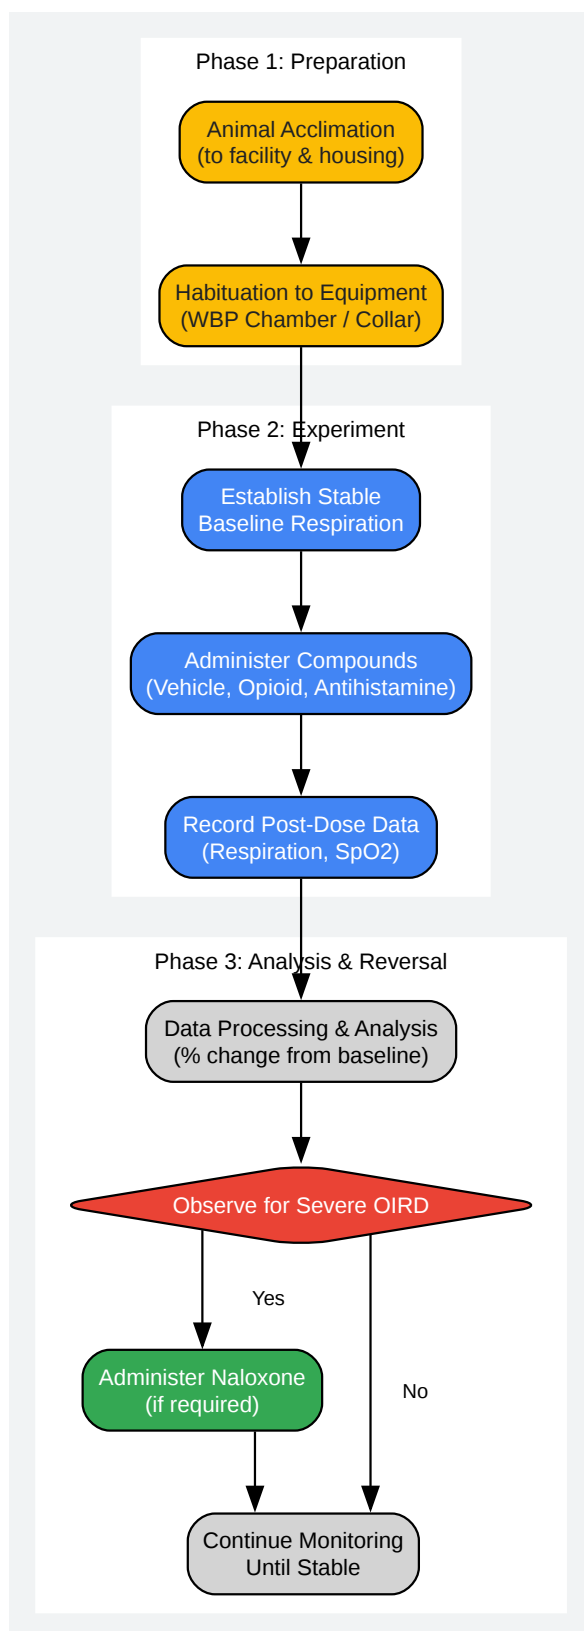 Phase 1: Preparation
Animal Acclimation
(to facility & housing)
Habituation to Equipment
(WBP Chamber / Collar)
Phase 2: Experiment
Establish Stable
Baseline Respiration
Administer Compounds
(Vehicle, Opioid, Antihistamine)
Record Post-Dose Data
(Respiration, SpO2)
Phase 3: Analysis & Reversal
Data Processing & Analysis
(% change from baseline)
Observe for Severe OIRD
Yes
Administer Naloxone
(if required)
No
Continue Monitoring
Until Stable